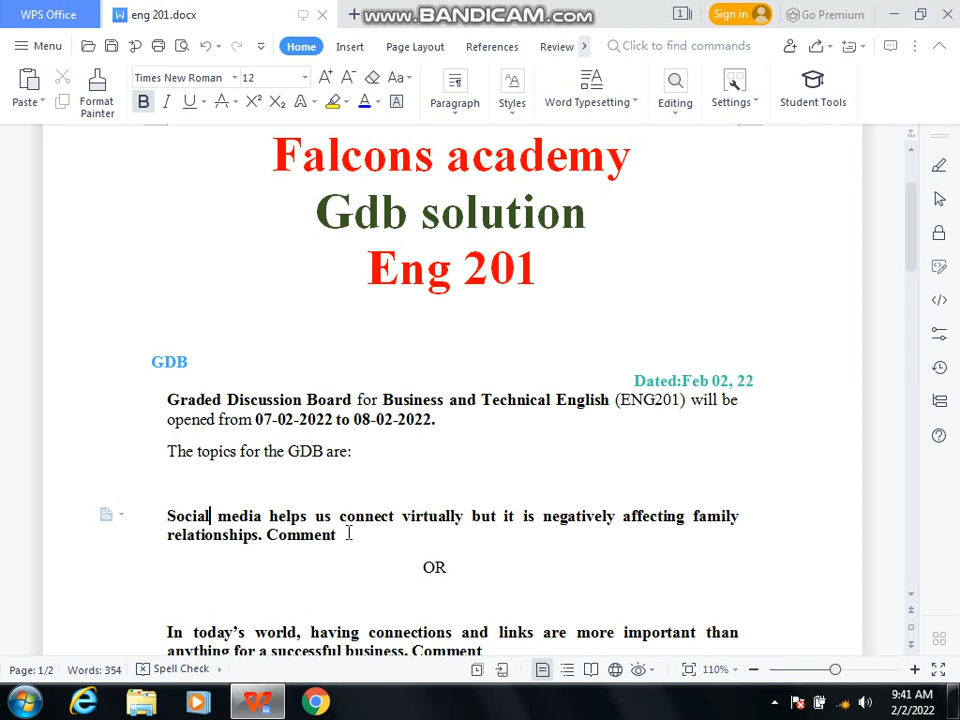 WPS Office
eng 201.docx
www.BANDICAM.com
1
Sign in
Go Premium
Menu
Home
Insert
Page Layout
References
Review
Click to find commands
Paste
Format
Painter
Times New Roman
12
Paragraph
Styles
Word Typesetting
Editing
Settings
Student Tools
Falcons academy
Gdb solution
Eng 201
GDB
Dated:Feb 02, 22
Graded Discussion Board for Business and Technical English (ENG201) will be
opened from 07-02-2022 to 08-02-2022.
The topics for the GDB are:
Social media helps us connect virtually but it is negatively affecting family
relationships. Comment
OR
In today's world, having connections and links are more important than
anything for a successful business. Comment
Page: 1/2
Words: 354
Spell Check
110%
9:41 AM
2/2/2022